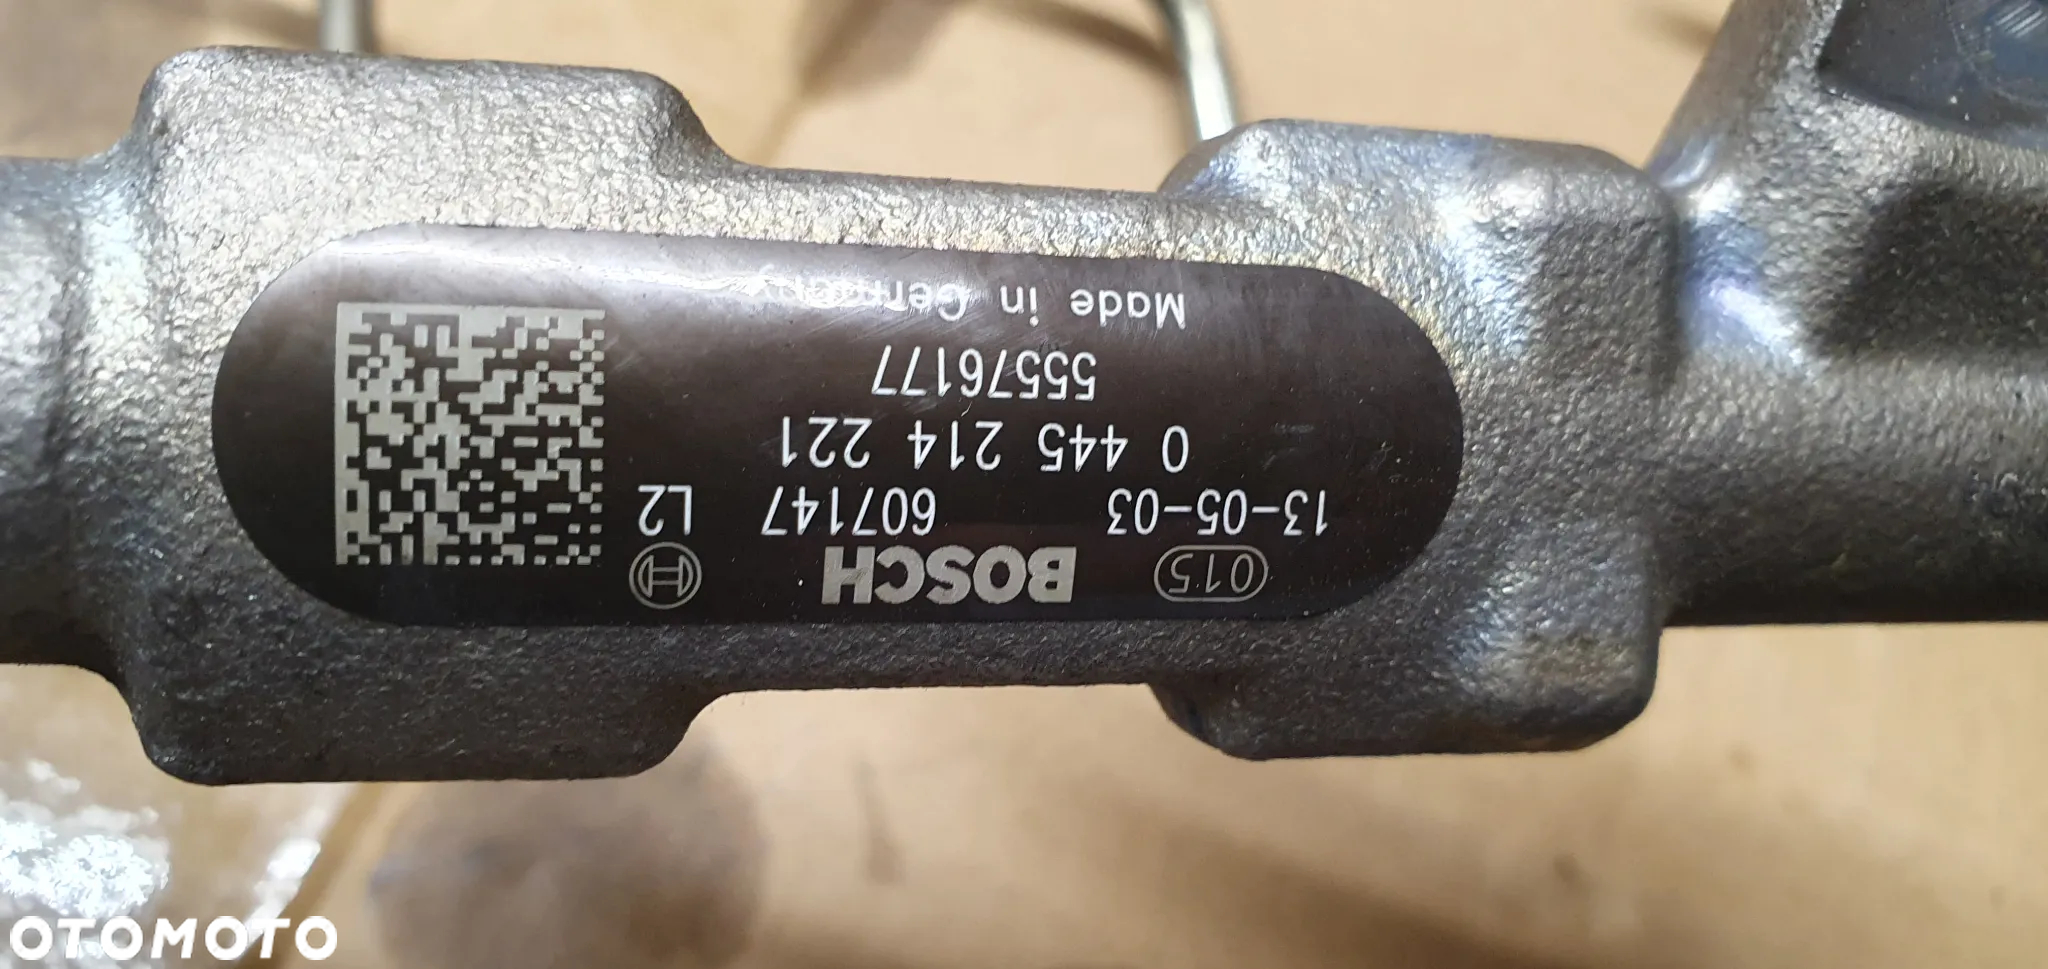 015 BOSCH
13-05-03 607147 L2
0 445 214 221
55576177
Made in Germany
OTOMOTO